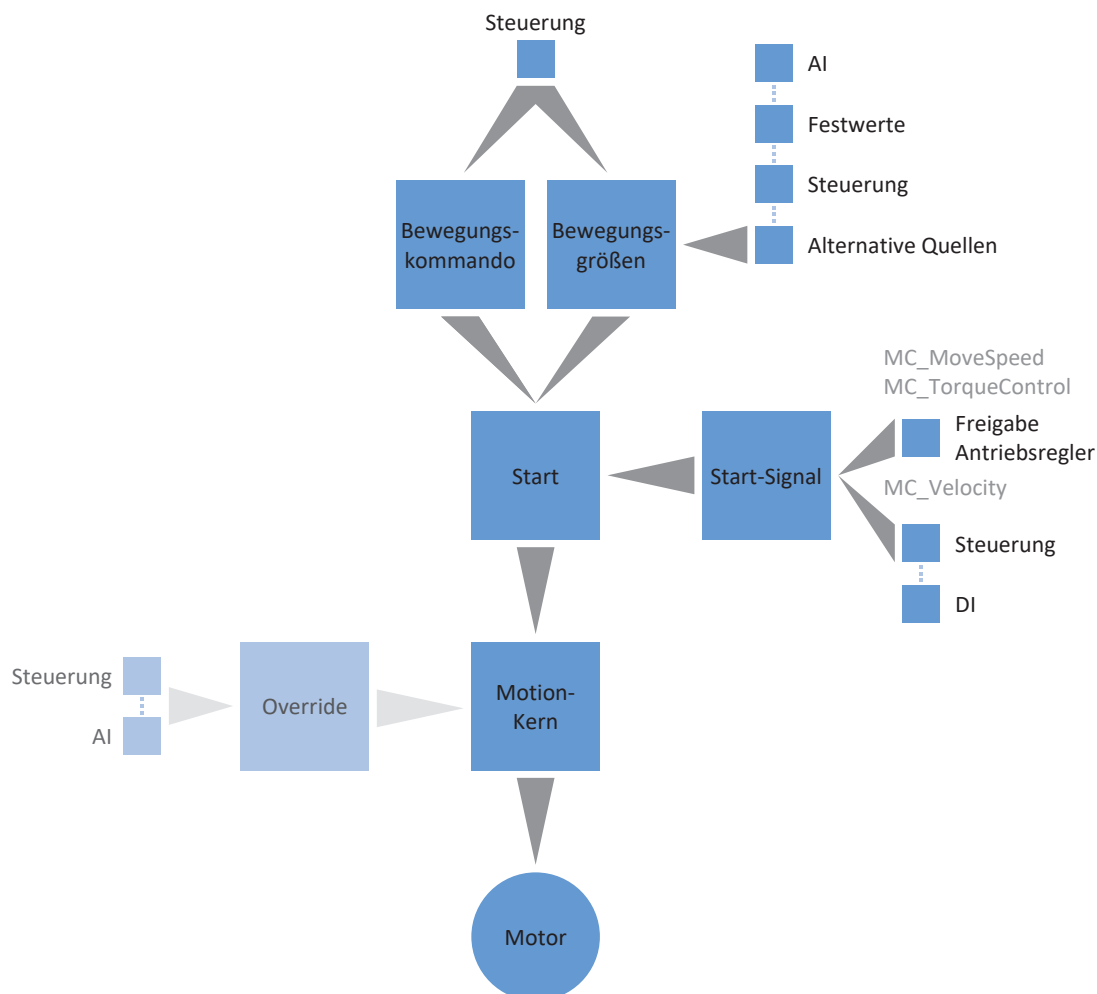 Steuerung
AI
Festwerte
Steuerung
Alternative Quellen
Bewegungs-
kommando
Bewegungs-
größen
MC_MoveSpeed
MC_TorqueControl
Freigabe
Antriebsregler
MC_Velocity
Steuerung
DI
Start
Start-Signal
Steuerung
AI
Override
Motion-
Kern
Motor